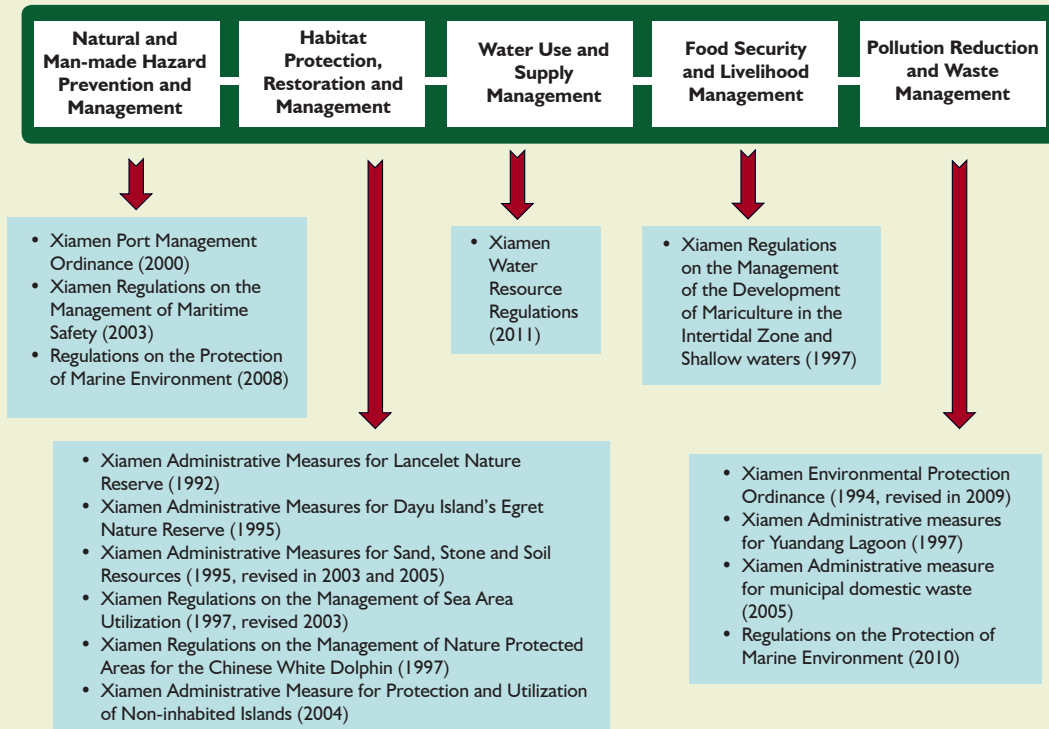 Natural and
Man-made Hazard
Prevention and
Management
Habitat
Protection,
Restoration and
Management
Water Use and
Supply
Management
Food Security
and Livelihood
Management
Pollution Reduction
and Waste
Management
• Xiamen Port Management
Ordinance (2000)
• Xiamen Regulations on the
Management of Maritime
Safety (2003)
• Regulations on the Protection
of Marine Environment (2008)
• Xiamen
Water
Resource
Regulations
(2011)
• Xiamen Regulations
on the Management
of the Development
of Mariculture in the
Intertidal Zone and
Shallow waters (1997)
• Xiamen Administrative Measures for Lancelet Nature
Reserve (1992)
• Xiamen Administrative Measures for Dayu Island's Egret
Nature Reserve (1995)
• Xiamen Administrative Measures for Sand, Stone and Soil
Resources (1995, revised in 2003 and 2005)
• Xiamen Regulations on the Management of Sea Area
Utilization (1997, revised 2003)
• Xiamen Regulations on the Management of Nature Protected
Areas for the Chinese White Dolphin (1997)
• Xiamen Administrative Measure for Protection and Utilization
of Non-inhabited Islands (2004)
• Xiamen Environmental Protection
Ordinance (1994, revised in 2009)
• Xiamen Administrative measures
for Yuandang Lagoon (1997)
• Xiamen Administrative measure
for municipal domestic waste
(2005)
• Regulations on the Protection of
Marine Environment (2010)